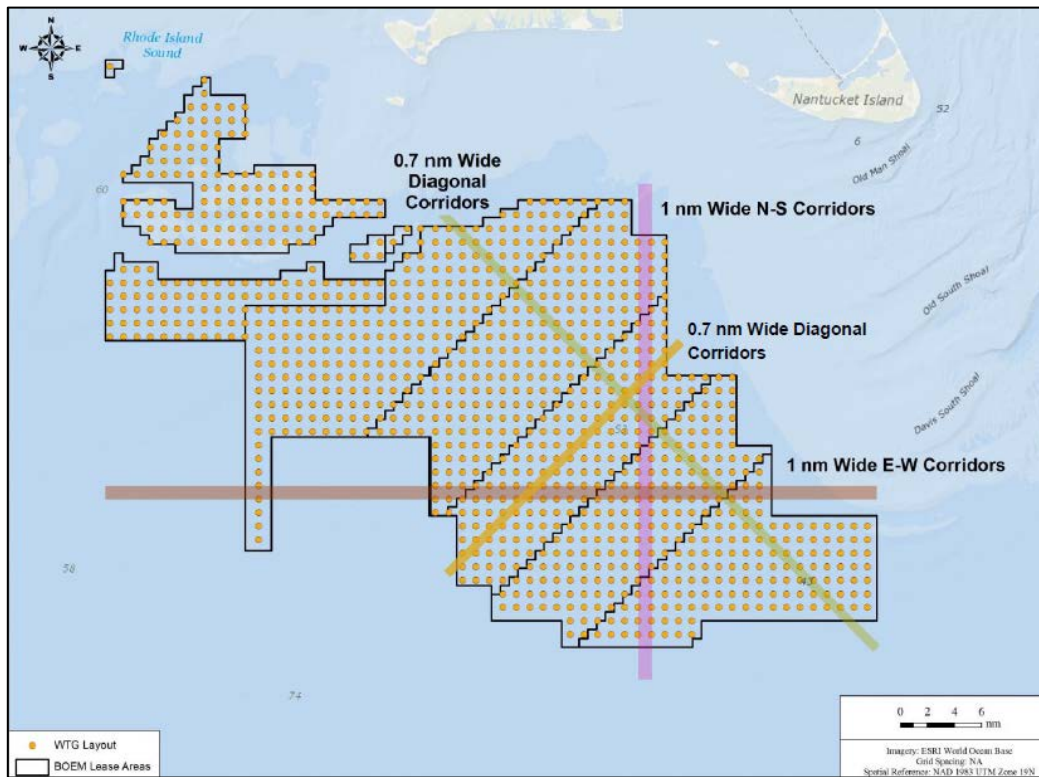 N
W E
S
Rhode Island
Sound
Nantucket Island
52
6
Old Man Shoal
60
0.7 nm Wide
Diagonal
Corridors
1 nm Wide N-S Corridors
Old South Shoal
0.7 nm Wide Diagonal
Corridors
Davis South Shoal
53
1 nm Wide E-W Corridors
58
43
74
WTG Layout
BOEM Lease Areas
0 2 4 6
nm
Imagery: ESRI World Ocean Base
Grid Spacing: NA
Spatial Reference: NAD 1983 UTM Zone 19N